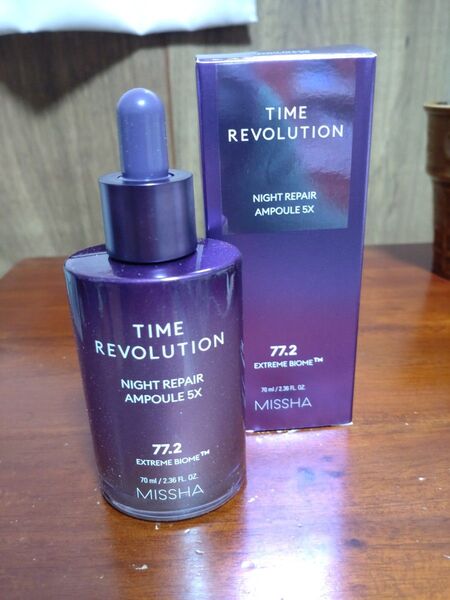 TIME
REVOLUTION
NIGHT REPAIR
AMPOULE 5X
77.2
EXTREME BIOME™
70 ml / 2.36 FL. OZ.
MISSHA
TIME
REVOLUTION
NIGHT REPAIR
AMPOULE 5X
77.2
EXTREME BIOME™
70 ml / 2.36 FL. OZ.
MISSHA